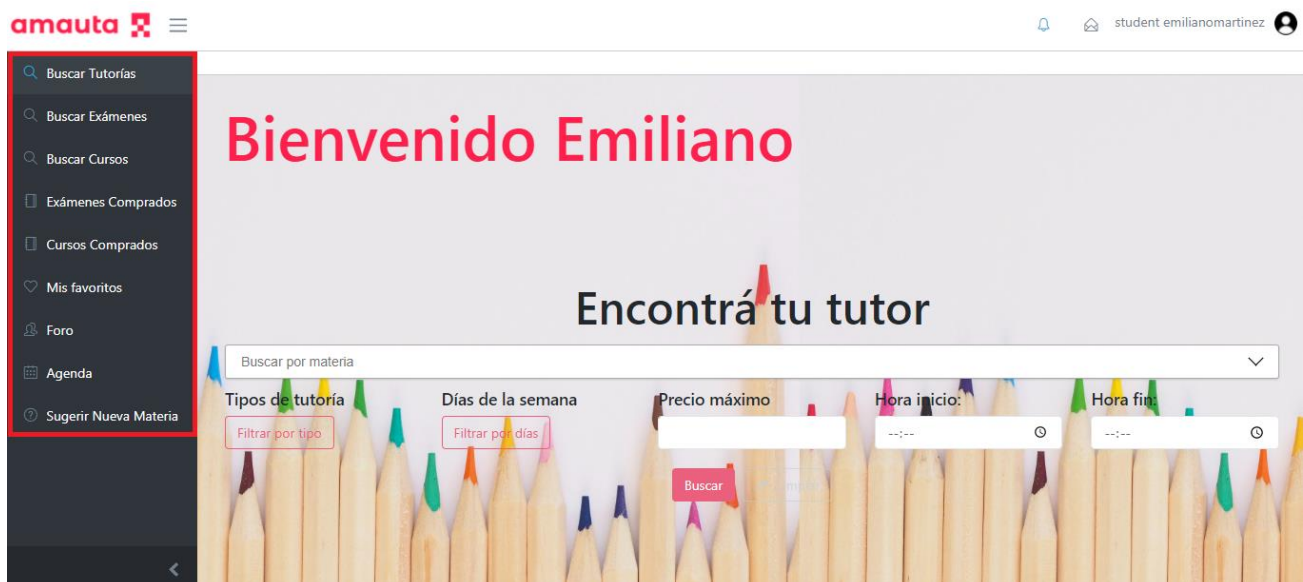 amauta
student emilianomartinez
Buscar Tutorías
Buscar Exámenes
Buscar Cursos
Exámenes Comprados
Cursos Comprados
Mis favoritos
Foro
Agenda
Sugerir Nueva Materia
Bienvenido Emiliano
Encontrá tu tutor
Buscar por materia
Tipos de tutoría
Días de la semana
Precio máximo
Hora inicio:
Hora fin:
Filtrar por tipo
Filtrar por días
--:--
--:--
Buscar